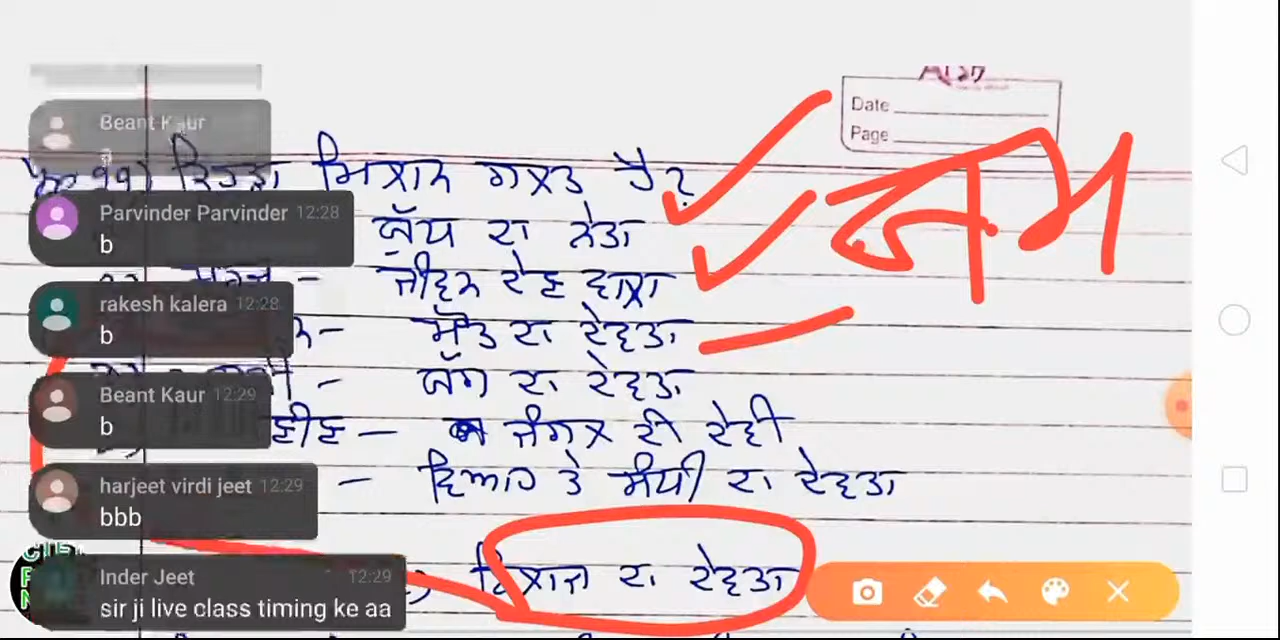 Date
Page
Beant Kaur
a
ਕਿਹੜਾ ਮਿਲਾਨ ਗਲਤ ਹੈ?
Parvinder Parvinder 12:28
b
ਯੁੱਧ ਦਾ ਨੇਤਾ
ਜੀਵਨ ਦੇਣ ਵਾਲਾ
rakesh kalera 12:28
b
ਮੌਤ ਦਾ ਦੇਵਤਾ
ਯੱਗ ਦਾ ਦੇਵਤਾ
Beant Kaur 12:29
b
ਜੰਗਲ ਦੀ ਦੇਵੀ
harjeet virdi jeet 12:29
bbb
ਵਿਆਹ ਤੇ ਸੰਧੀ ਦਾ ਦੇਵਤਾ
Inder Jeet 12:29
sir ji live class timing ke aa
ਦਾ ਦੇਵਤਾ